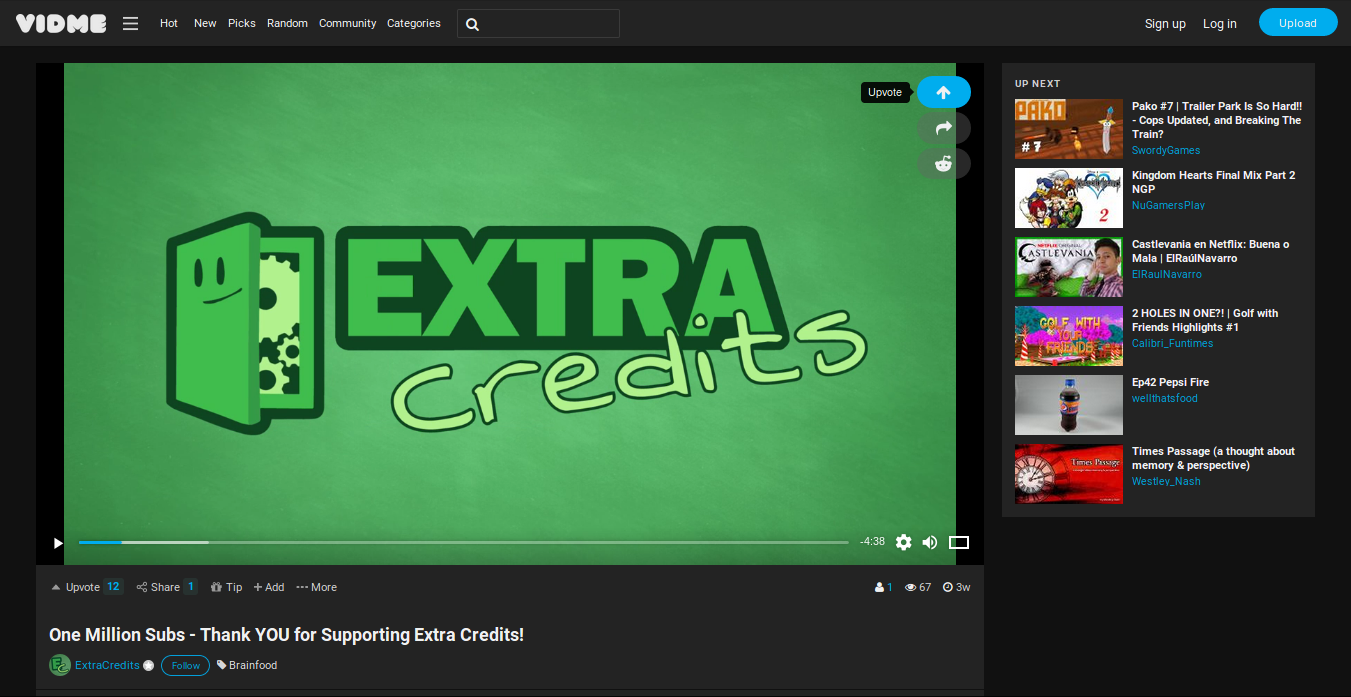 VIDME
Hot New Picks Random Community Categories
Sign up Log in Upload
Upvote
EXTRA
credits
-4:38
Upvote 12 Share 1 Tip Add More
1 67 3w
One Million Subs - Thank YOU for Supporting Extra Credits!
ExtraCredits Follow Brainfood
UP NEXT
PAKO
#7
Pako #7 | Trailer Park Is So Hard!!
- Cops Updated, and Breaking The
Train?
SwordyGames
2
Kingdom Hearts Final Mix Part 2
NGP
NuGamersPlay
CASTLEVANIA
Castlevania en Netflix: Buena o
Mala | ElRaúlNavarro
ElRaulNavarro
GOLF WITH
YOUR
FRIENDS
2 HOLES IN ONE?! | Golf with
Friends Highlights #1
Calibri_Funtimes
Ep42 Pepsi Fire
wellthatsfood
Times Passage
Times Passage (a thought about
memory & perspective)
Westley_Nash